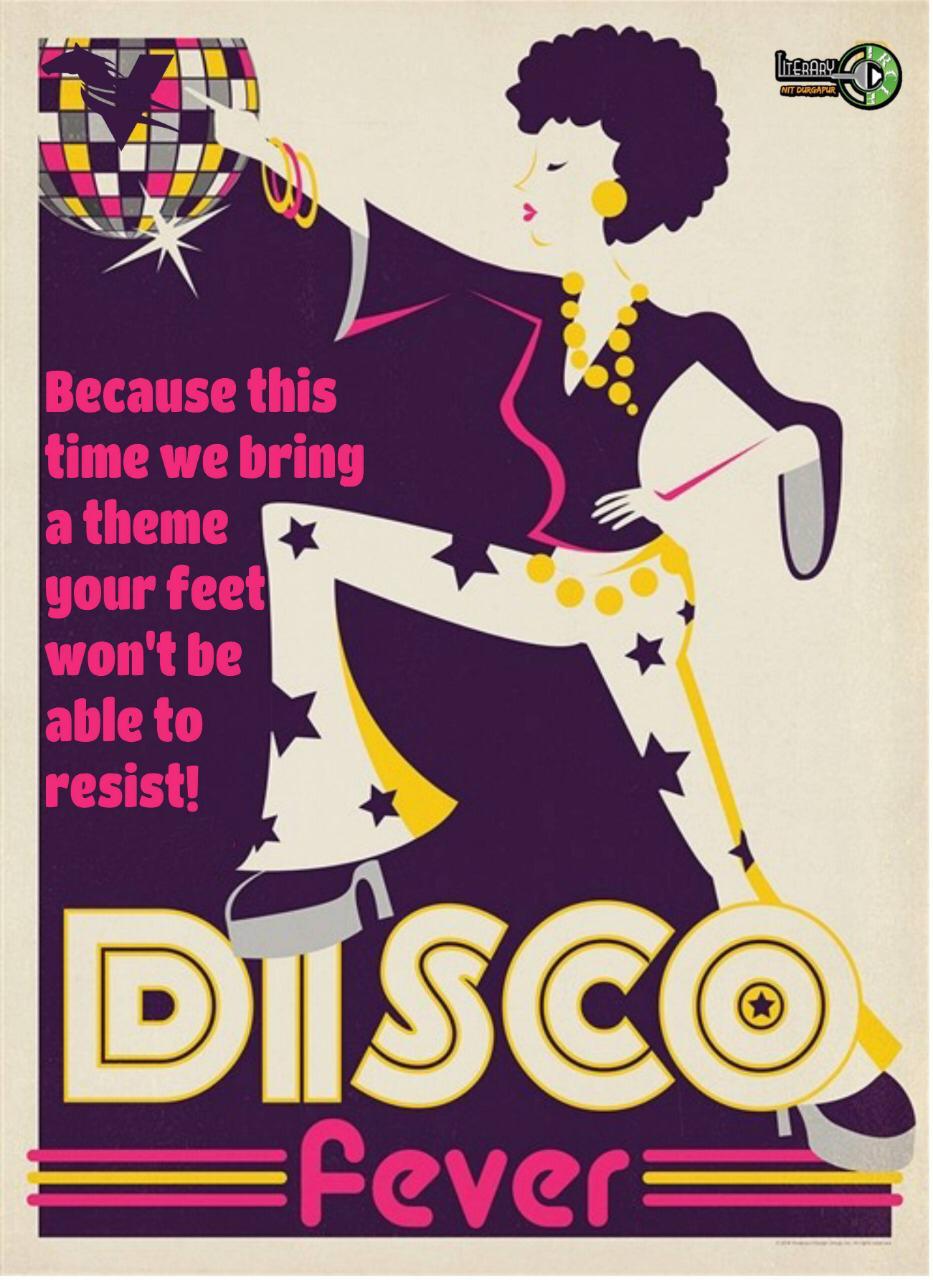 LITERARY
NIT DURGAPUR
Because this
time we bring
a theme
your feet
won't be
able to
resist!
DISCO
fever